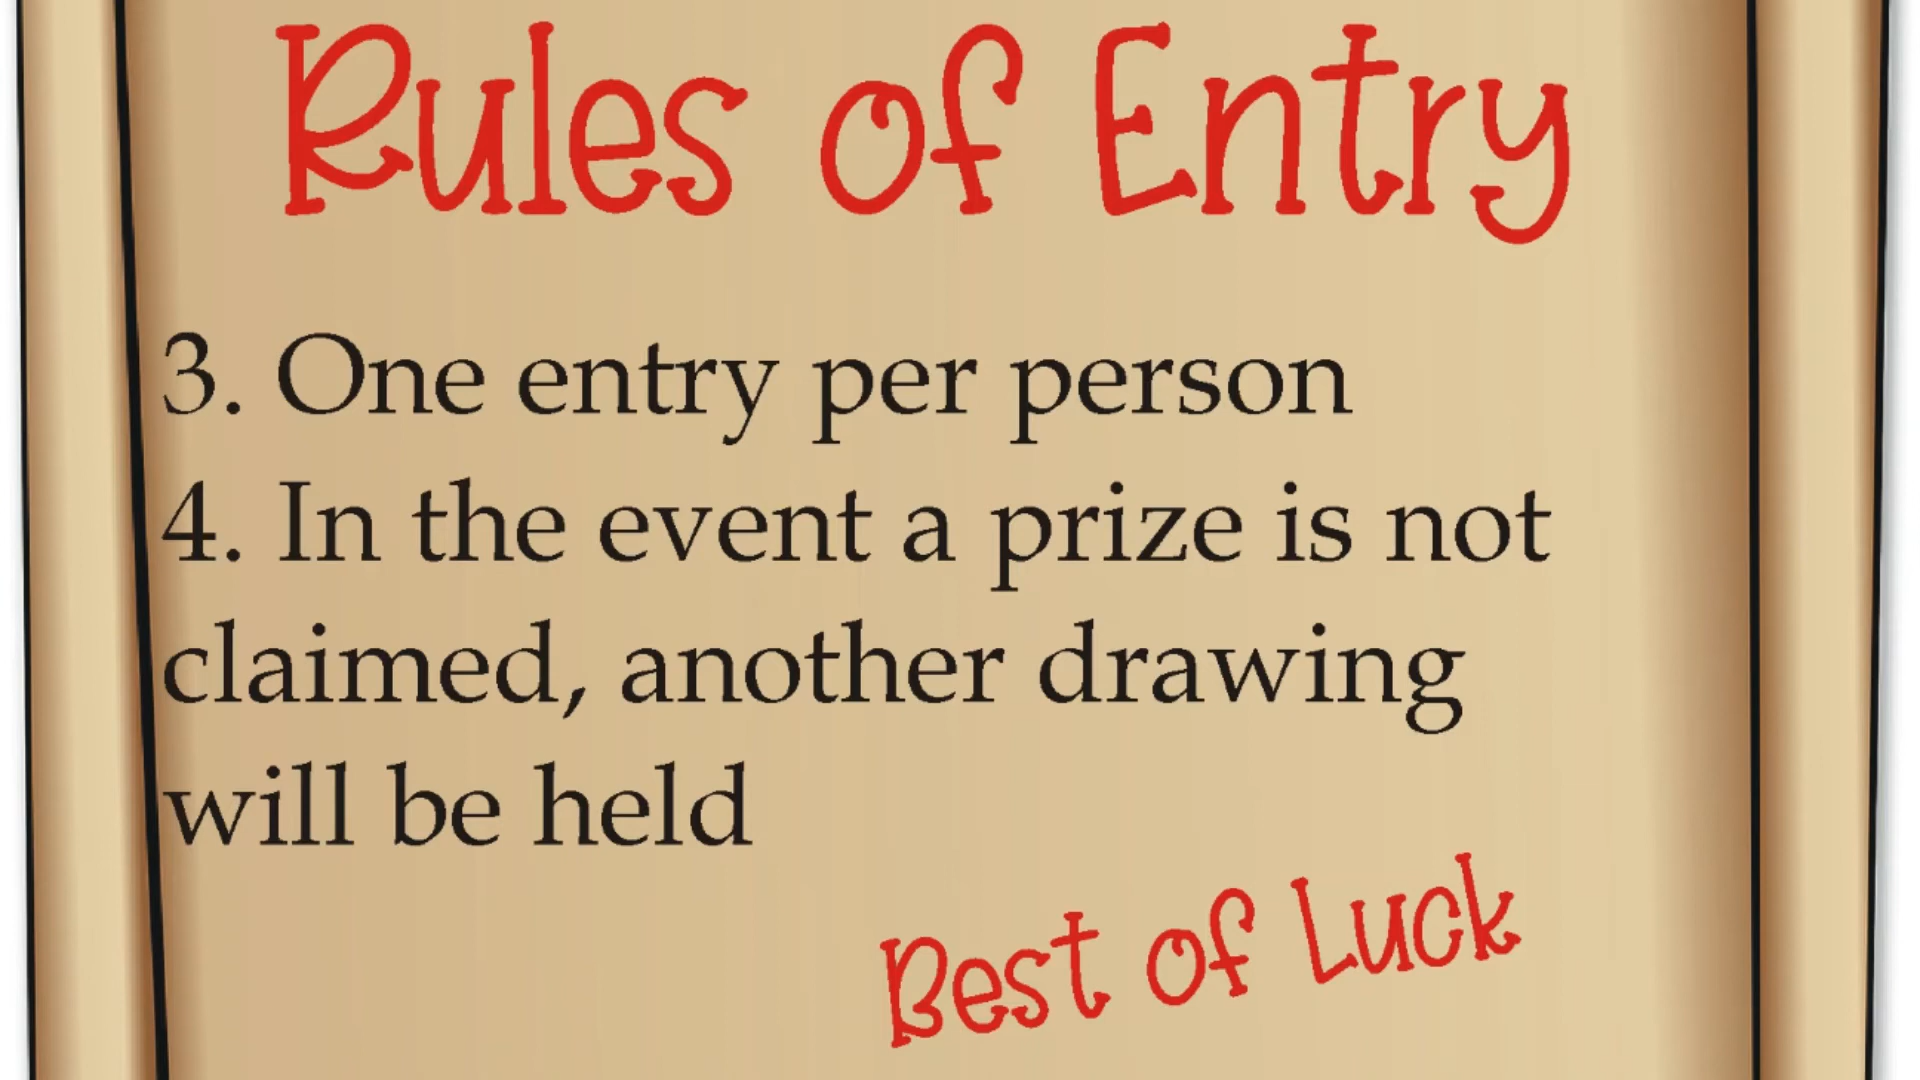 Rules of Entry
3. One entry per person
4. In the event a prize is not
claimed, another drawing
will be held
Best of Luck